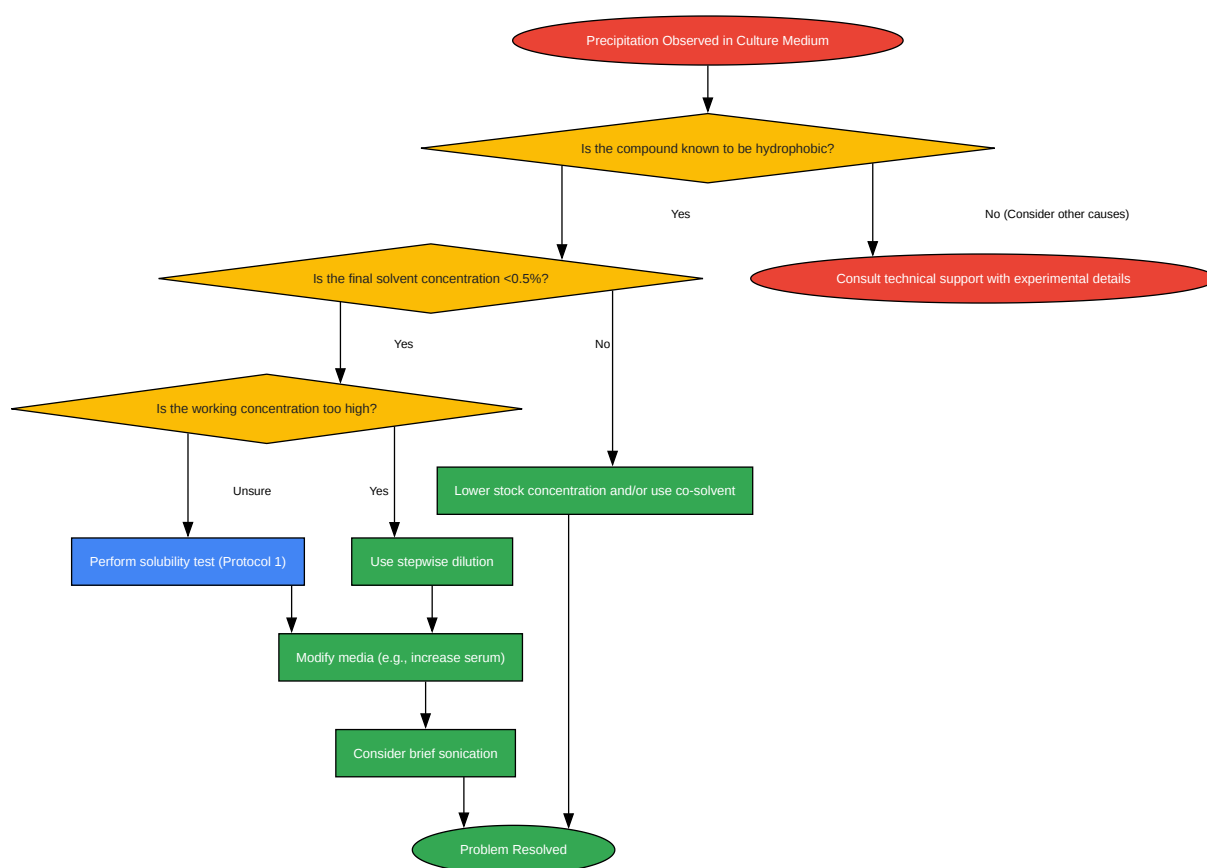 Precipitation Observed in Culture Medium
Is the compound known to be hydrophobic?
Yes
No (Consider other causes)
Is the final solvent concentration <0.5%?
Consult technical support with experimental details
Yes
No
Is the working concentration too high?
Unsure
Yes
Lower stock concentration and/or use co-solvent
Perform solubility test (Protocol 1)
Use stepwise dilution
Modify media (e.g., increase serum)
Consider brief sonication
Problem Resolved